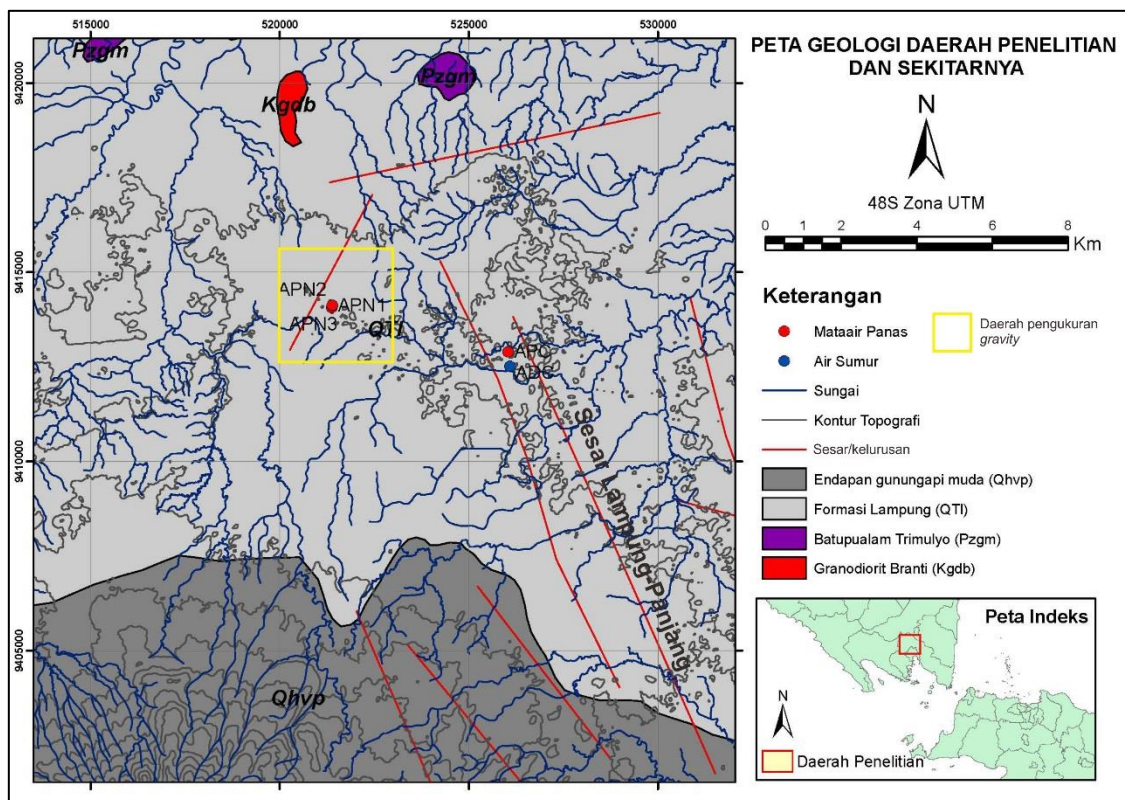 515000 520000 525000 530000
9420000
9415000
9410000
9405000
Pzgm
Kgdb
Pzgm
APN2
APN1
APN3
QTl
APC
Sesar Lampung-Panjang
Qhvp
PETA GEOLOGI DAERAH PENELITIAN
DAN SEKITARNYA
N
48S Zona UTM
0 1 2 4 6 8
Km
Keterangan
Mataair Panas
Air Sumur
Sungai
Kontur Topografi
Sesar/kelurusan
Endapan gunungapi muda (Qhvp)
Formasi Lampung (QTl)
Batupualam Trimulyo (Pzgm)
Granodiorit Branti (Kgdb)
Daerah pengukuran
gravity
Peta Indeks
N
Daerah Penelitian